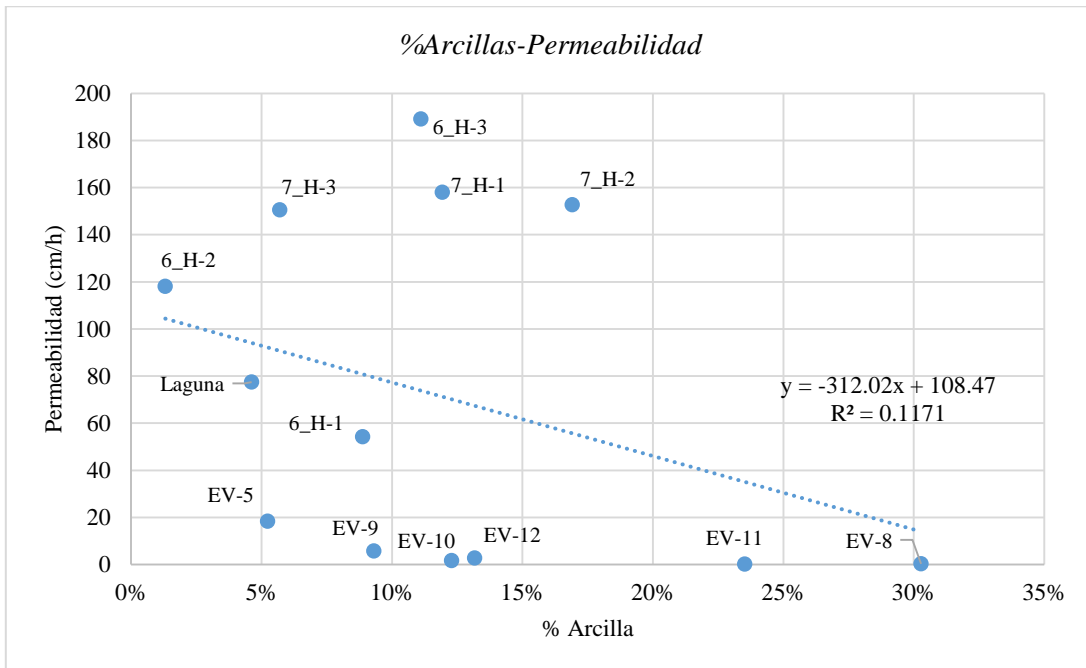 %Arcillas-Permeabilidad
Permeabilidad (cm/h)
200
180
160
140
120
100
80
60
40
20
0
6_H-3
7_H-3
7_H-1
7_H-2
6_H-2
Laguna
y = -312.02x + 108.47
R² = 0.1171
6_H-1
EV-5
EV-9
EV-10
EV-12
EV-11
EV-8
0%
5%
10%
15%
20%
25%
30%
35%
% Arcilla